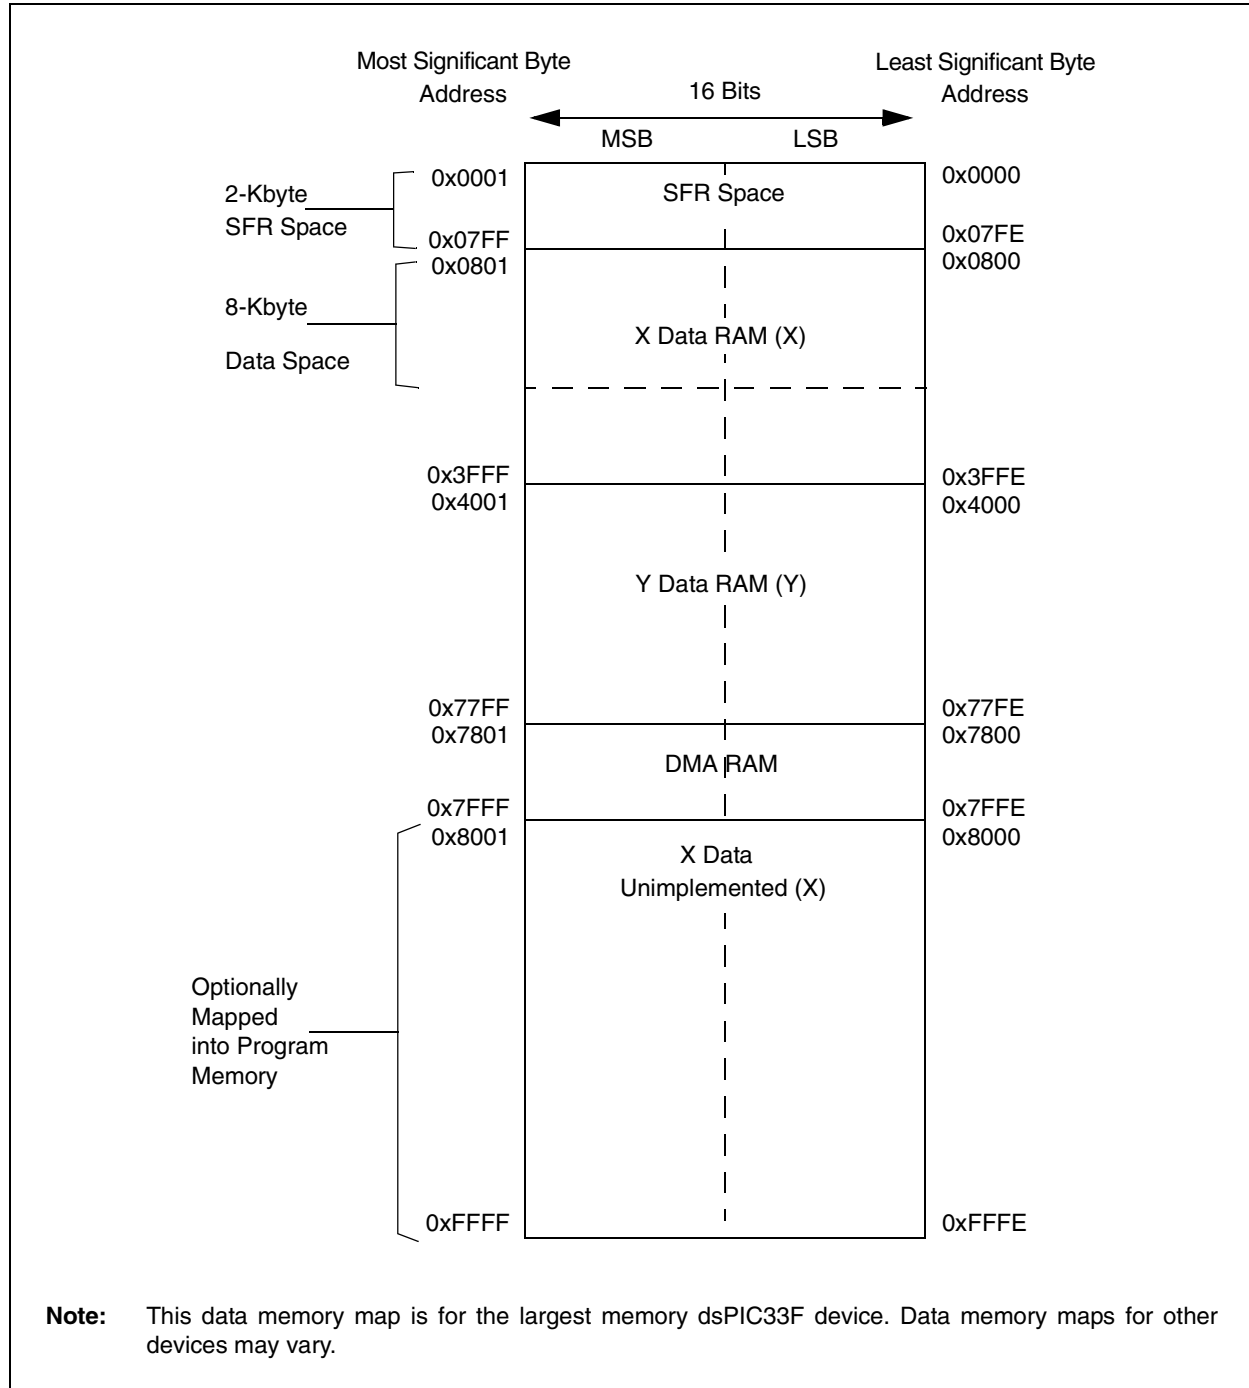 Most Significant Byte
Address
16 Bits
Least Significant Byte
Address
MSB
LSB
0x0001
0x0000
2-Kbyte
SFR Space
SFR Space
0x07FF
0x07FE
0x0801
0x0800
8-Kbyte
Data Space
X Data RAM (X)
0x3FFF
0x3FFE
0x4001
0x4000
Y Data RAM (Y)
0x77FF
0x77FE
0x7801
0x7800
DMA RAM
0x7FFF
0x7FFE
0x8001
0x8000
X Data
Unimplemented (X)
Optionally
Mapped
into Program
Memory
0xFFFF
0xFFFE
Note: This data memory map is for the largest memory dsPIC33F device. Data memory maps for other
devices may vary.